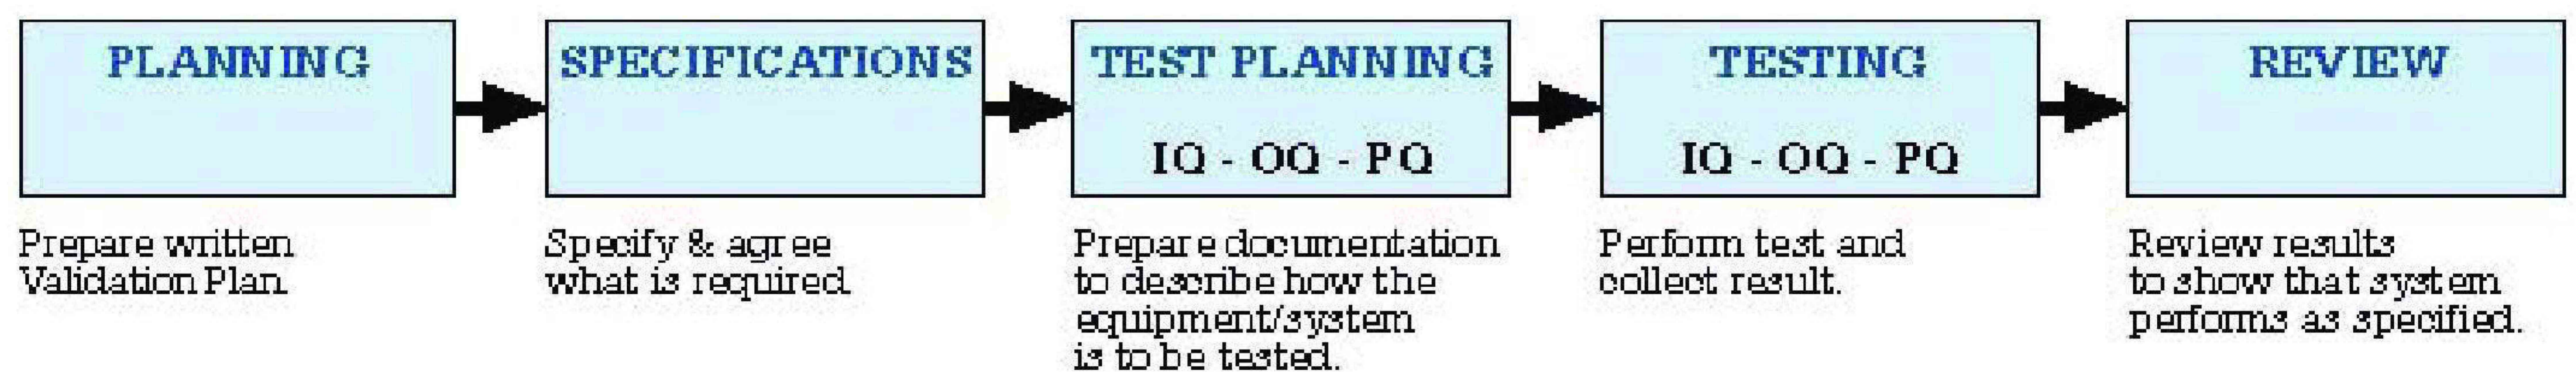 PLANNING
SPECIFICATIONS
TEST PLANNING
IQ - OQ - PQ
TESTING
IQ - OQ - PQ
REVIEW
Prepare written
Validation Plan
Specify & agree
what is required
Prepare documentation
to describe how the
equipment/system
is to be tested.
Perform test and
collect result.
Review results
to show that system
performs as specified.